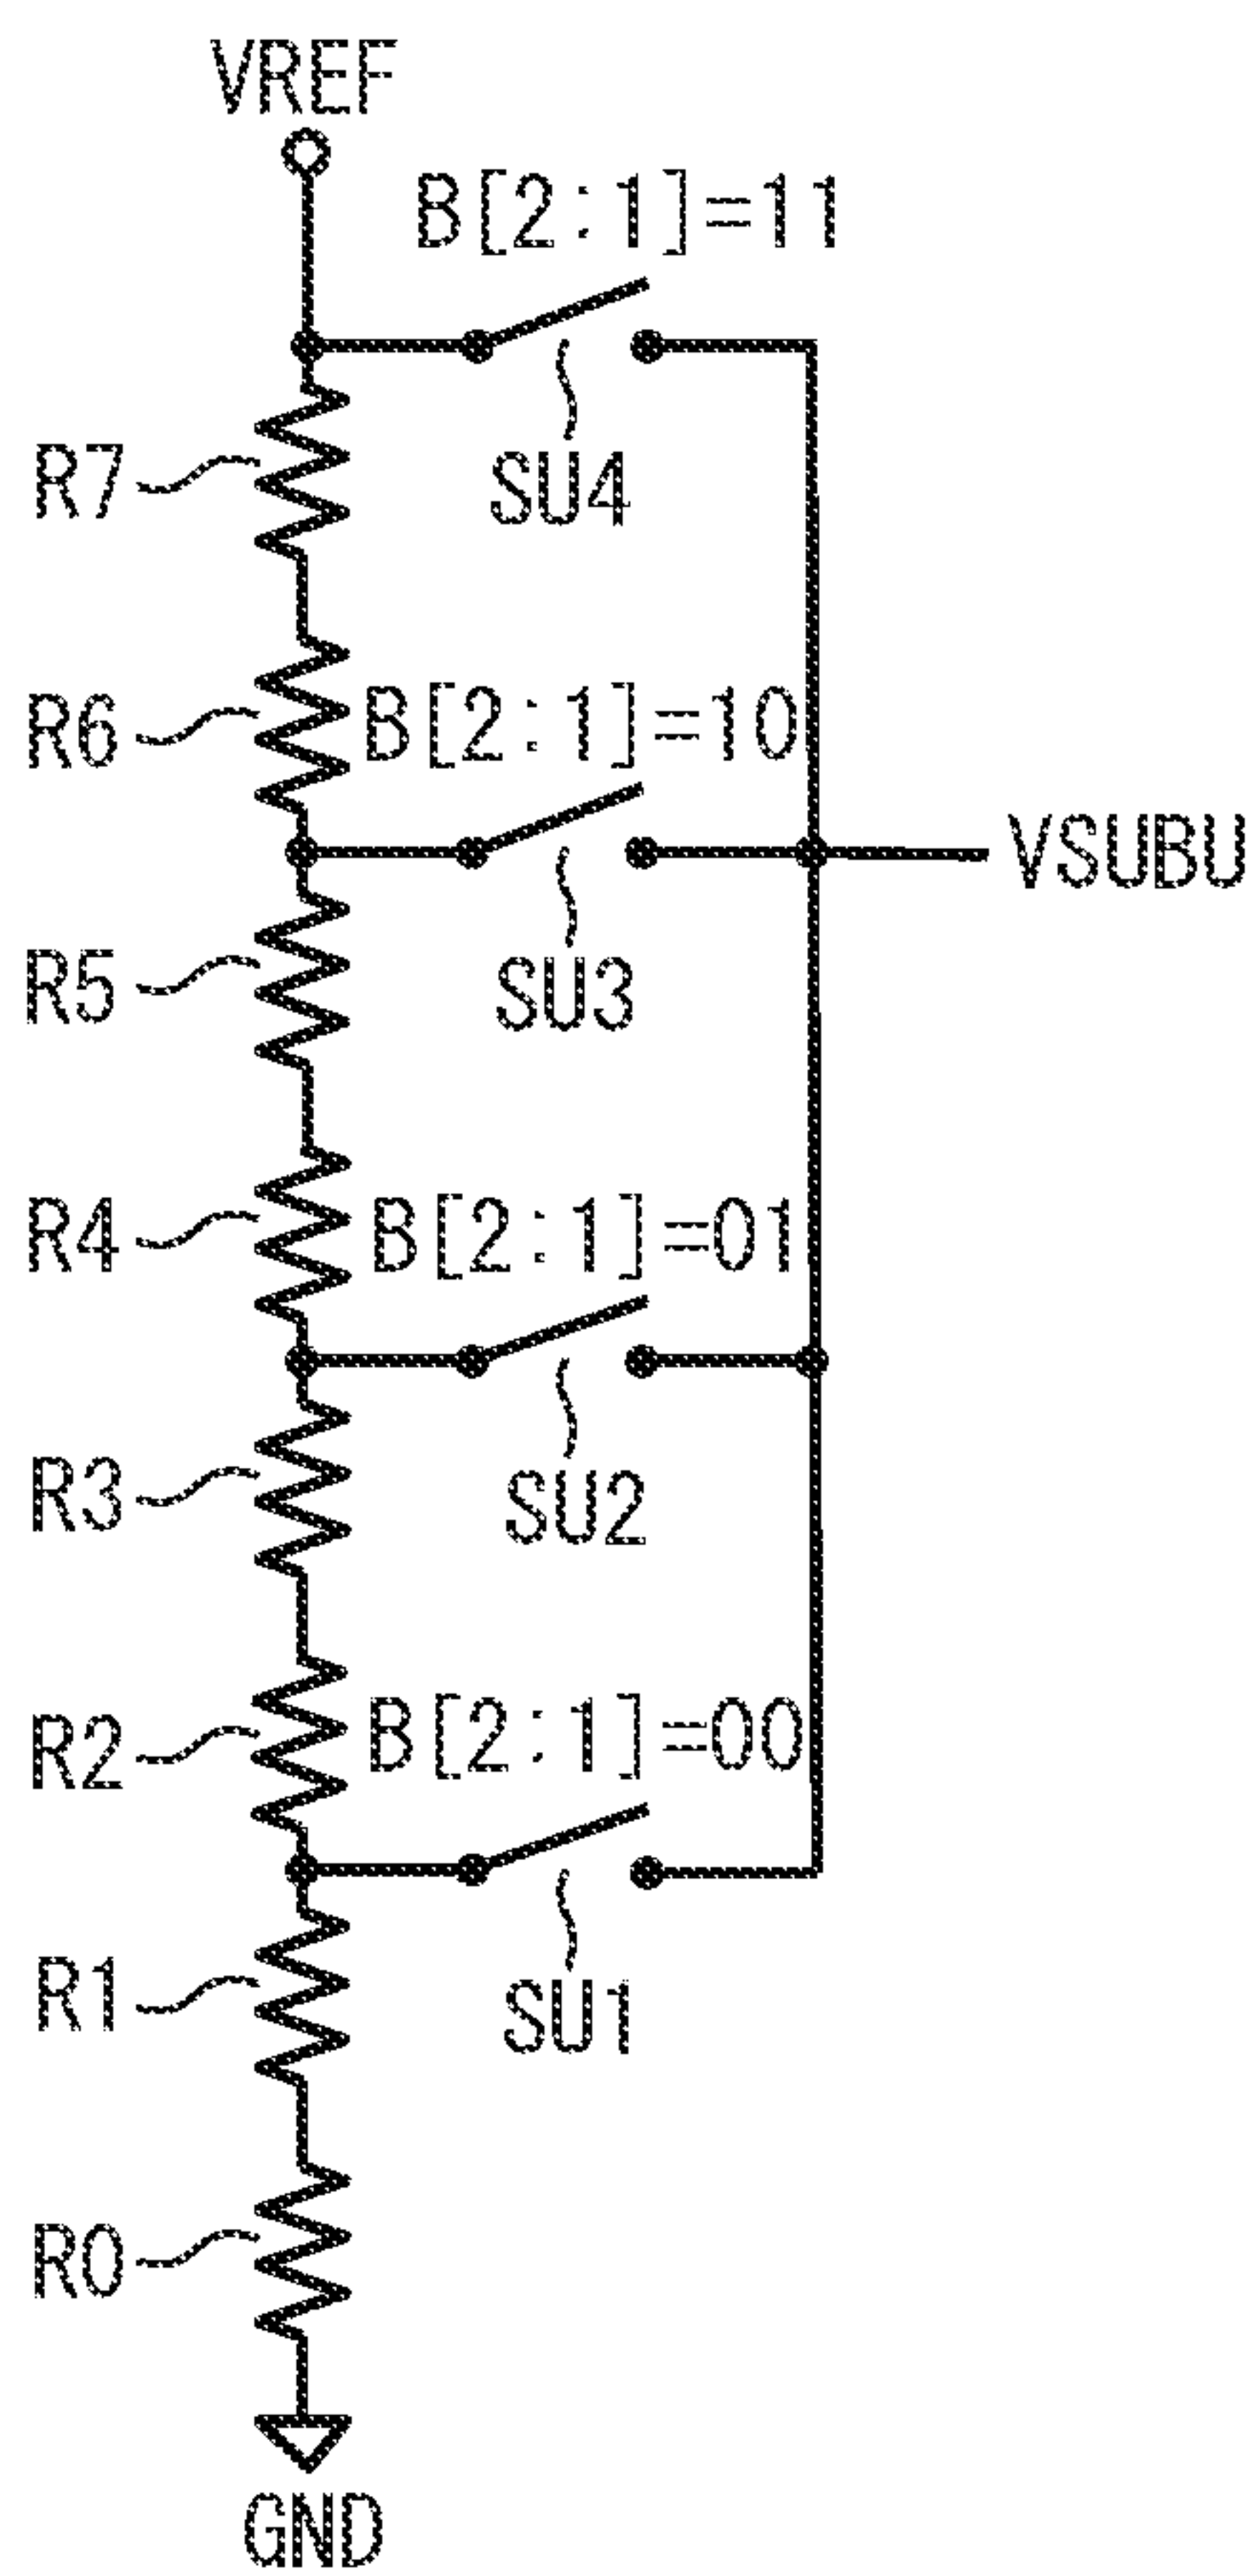 VREF
B[2:1]=11
R7
SU4
R6
B[2:1]=10
VSUBU
R5
SU3
R4
B[2:1]=01
R3
SU2
R2
B[2:1]=00
R1
SU1
R0
GND